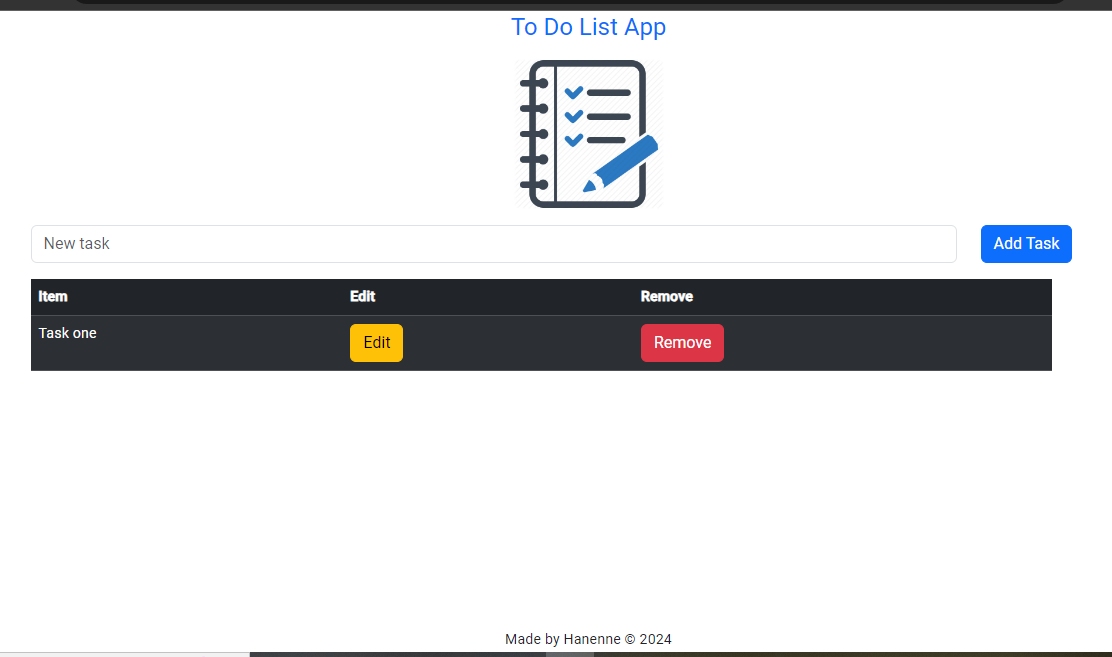 To Do List App
New task
Add Task
Item Edit Remove
Task one Edit Remove
Made by Hanenne © 2024